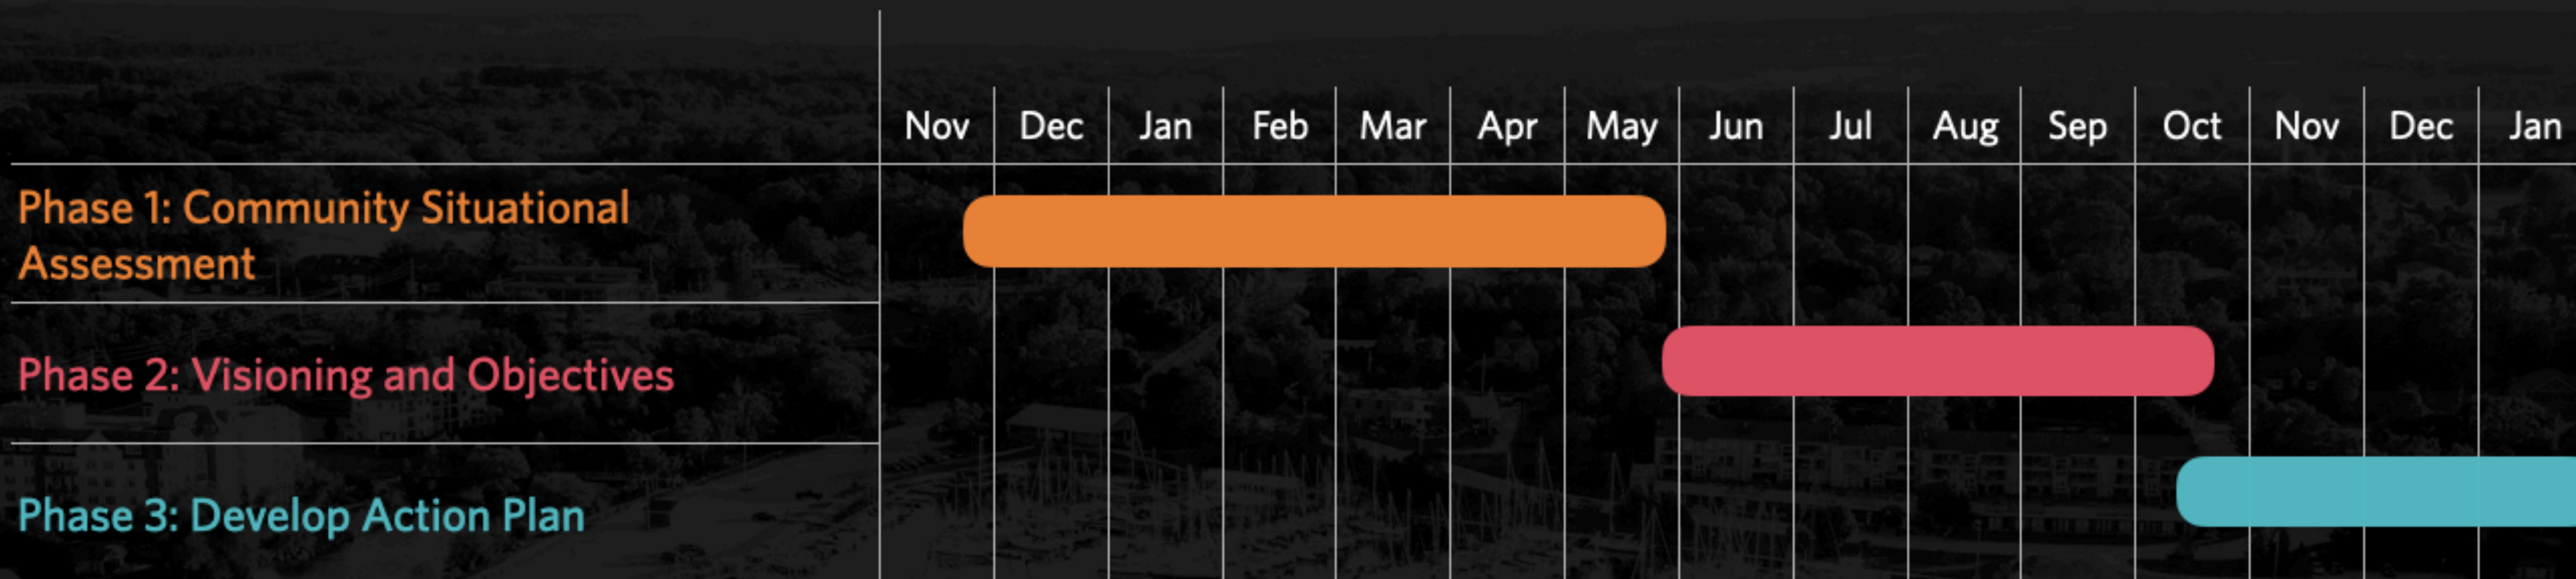 Nov Dec Jan Feb Mar Apr May Jun Jul Aug Sep Oct Nov Dec Jan
Phase 1: Community Situational
Assessment
Phase 2: Visioning and Objectives
Phase 3: Develop Action Plan